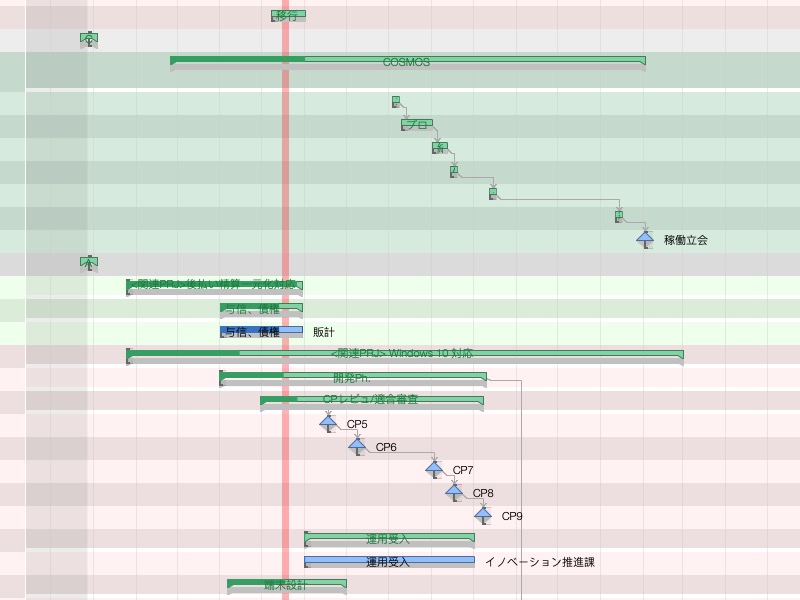 移行
COSMOS
プロ
稼働立会
<関連PRJ>後払い精算一元化対応
与信、債権
与信、債権 販計
<関連PRJ> Windows 10 対応
開発Ph.
CPレビュ/適合審査
CP5
CP6
CP7
CP8
CP9
運用受入
運用受入 イノベーション推進課
端末設計